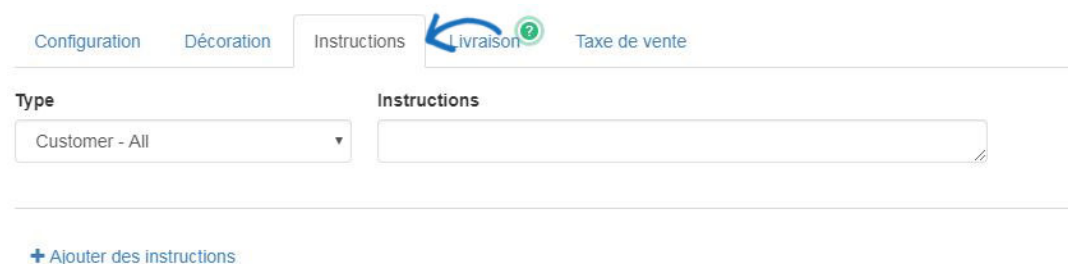 Configuration Décoration Instructions Livraison ? Taxe de vente
Type Instructions
Customer - All
+ Ajouter des instructions